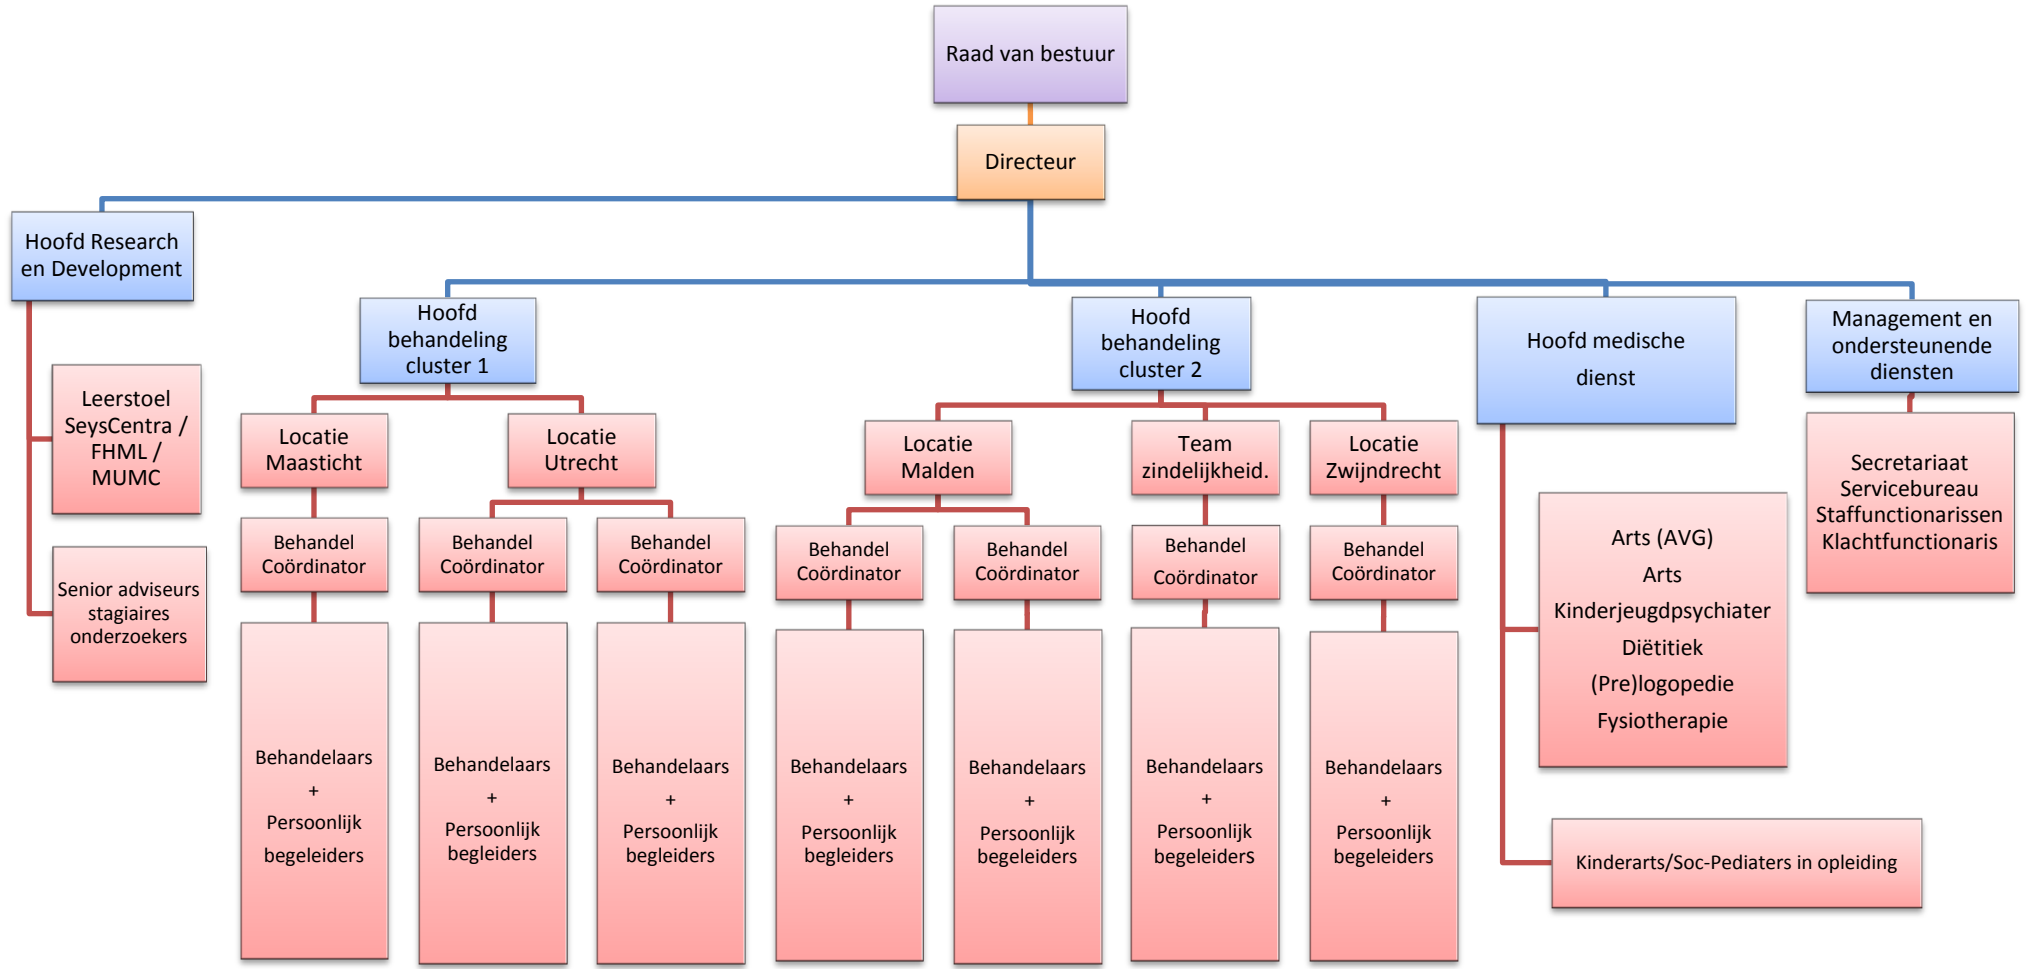 Raad van bestuur
Directeur
Hoofd Research
en Development
Hoofd
behandeling
cluster 1
Hoofd
behandeling
cluster 2
Hoofd medische
dienst
Management en
ondersteunende
diensten
Leerstoel
SeysCentra /
FHML /
MUMC
Senior adviseurs
stagiaires
onderzoekers
Locatie
Maasticht
Locatie
Utrecht
Locatie
Malden
Team
zindelijkheid.
Locatie
Zwijndrecht
Secretariaat
Servicebureau
Staffunctionarissen
Klachtfunctionaris
Behandel
Coördinator
Behandel
Coördinator
Behandel
Coördinator
Behandel
Coördinator
Behandel
Coördinator
Behandel
Coördinator
Behandel
Coördinator
Arts (AVG)
Arts
Kinderjeugdpsychiater
Diëtitiek
(Pre)logopedie
Fysiotherapie
Behandelaars
+
Persoonlijk
begeleiders
Behandelaars
+
Persoonlijk
begleiders
Behandelaars
+
Persoonlijk
begleiders
Behandelaars
+
Persoonlijk
begleiders
Behandelaars
+
Persoonlijk
begeleiders
Behandelaars
+
Persoonlijk
begeleiders
Behandelaars
+
Persoonlijk
begeleiders
Kinderarts/Soc-Pediaters in opleiding